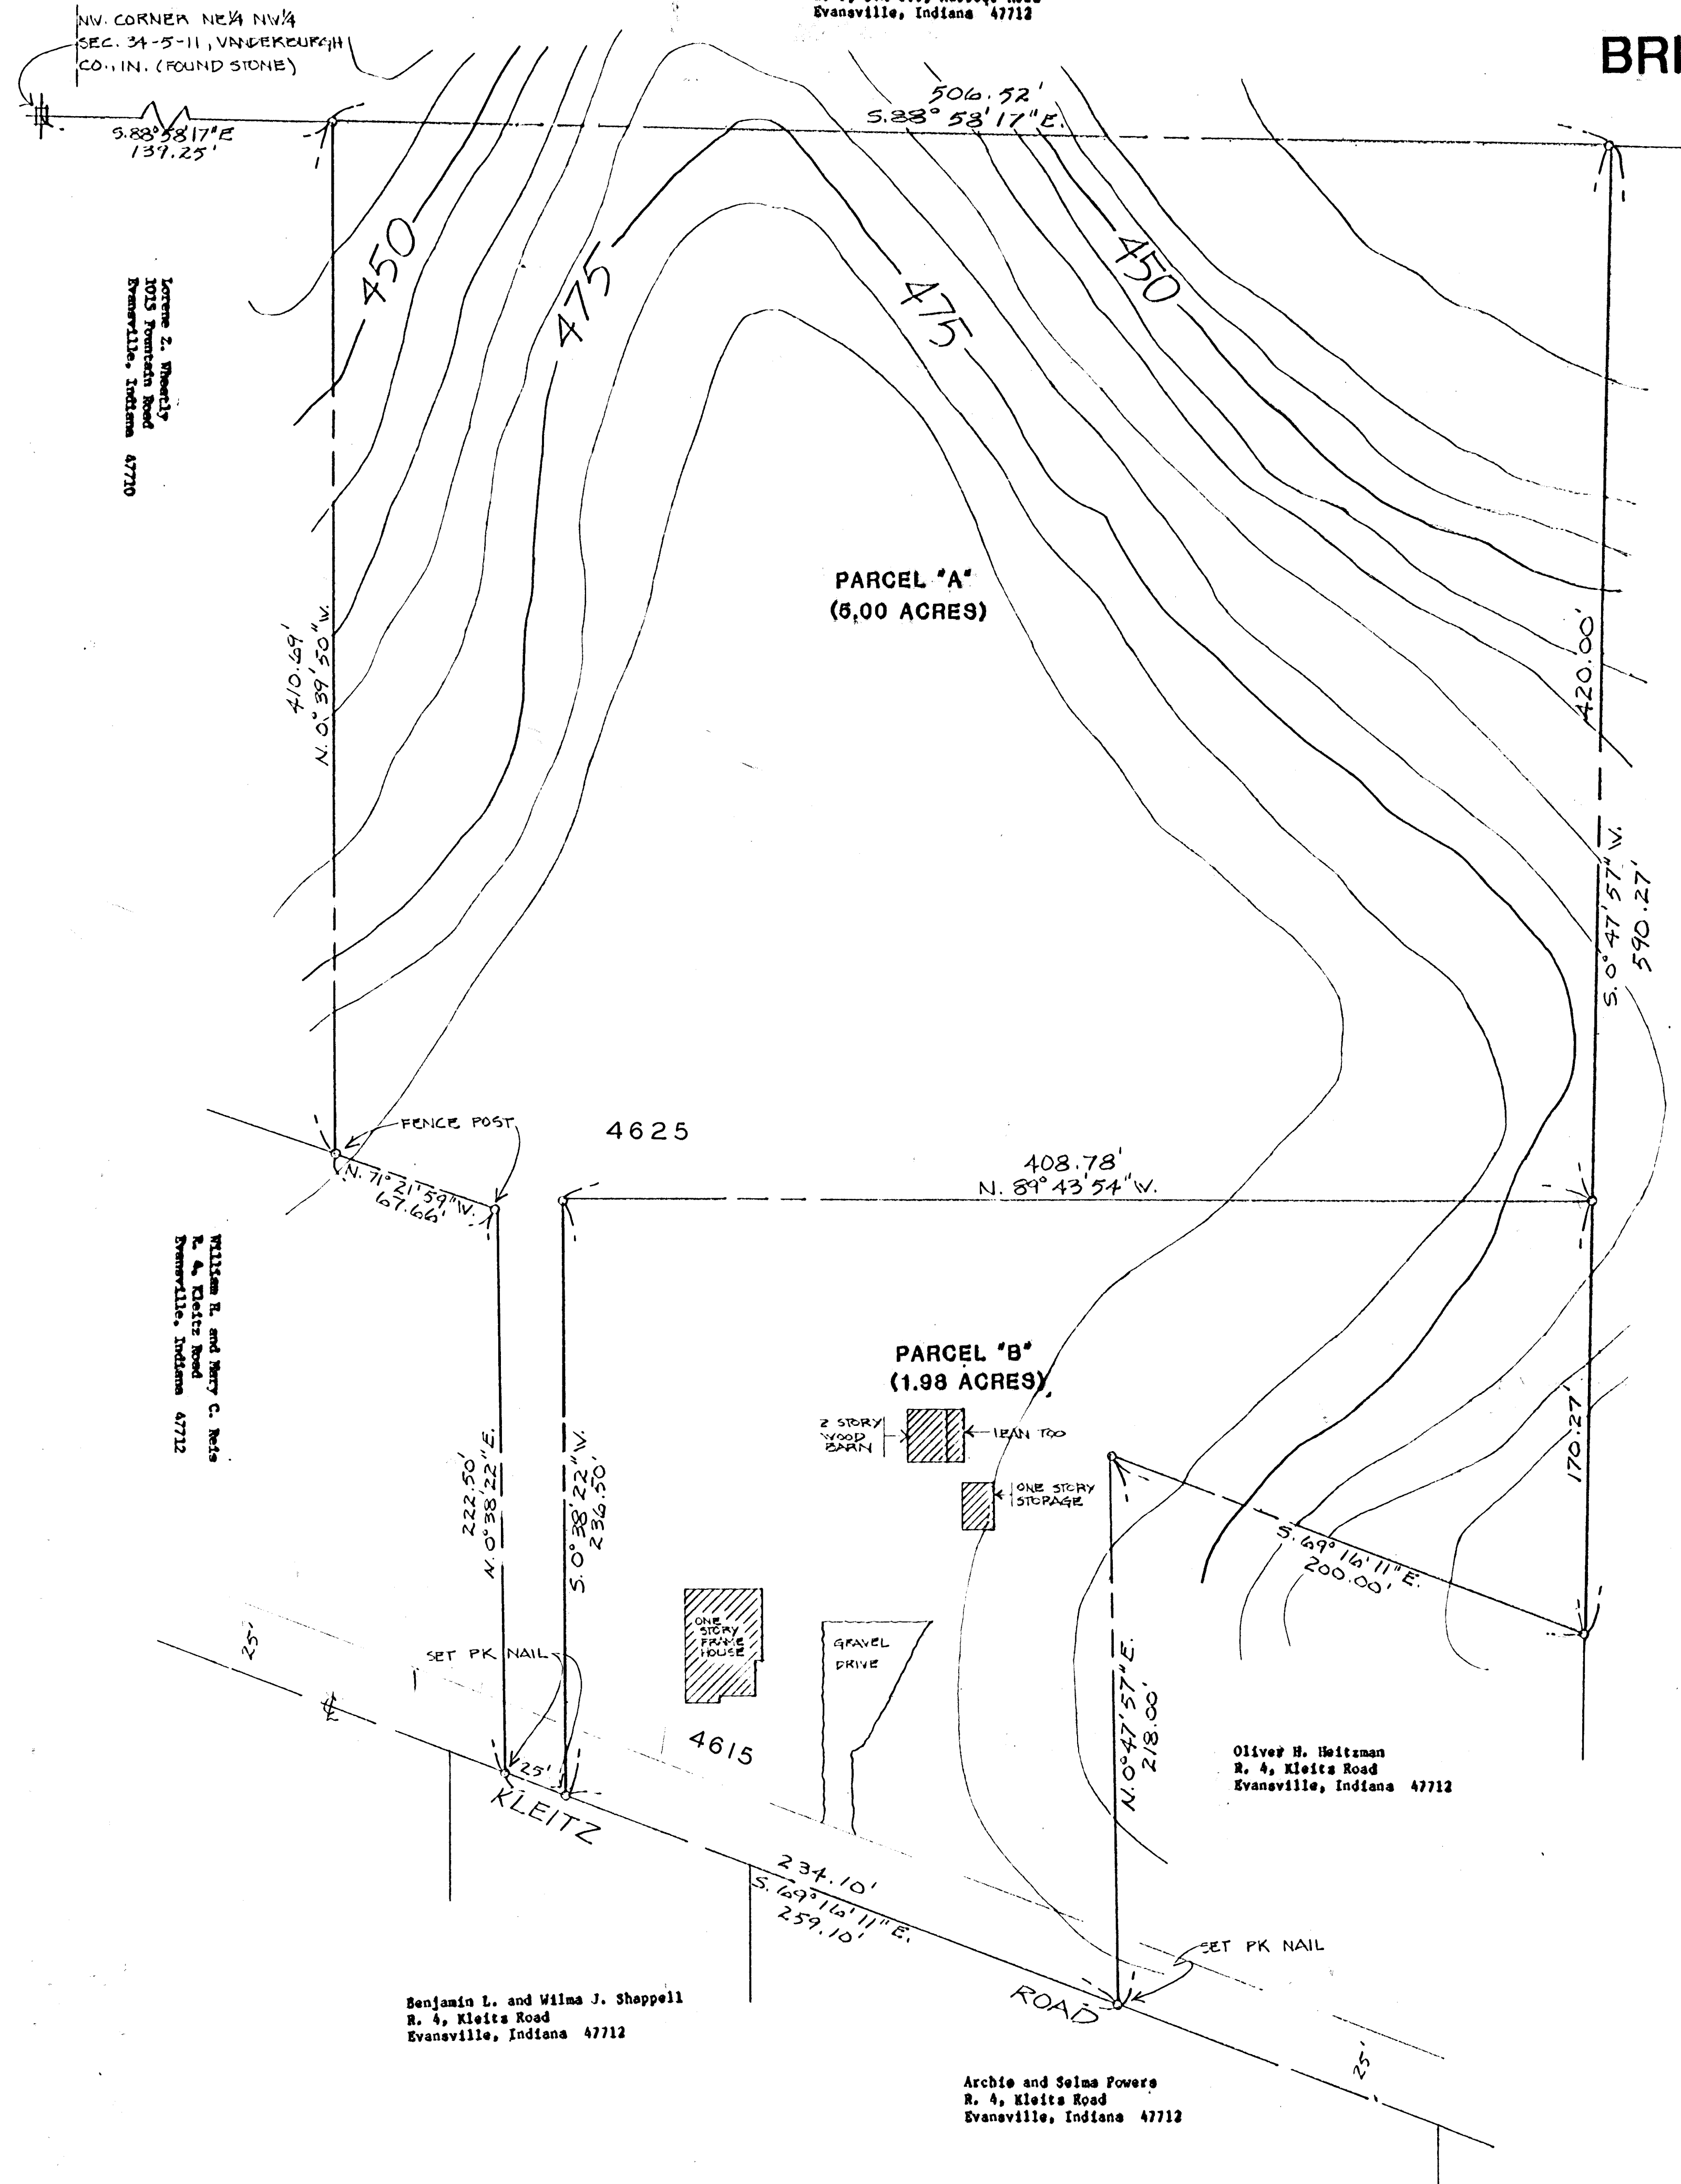 Evansville, Indiana 47712
BRI
NW. CORNER NE¼ NW¼
SEC. 34-5-11, VANDERBURGH
CO., IN. (FOUND STONE)
S.88°58'17"E
139.25'
506.52'
S.88°58'17"E.
450
475
475
450
Lorene Z. Wheatly
1015 Fountain Road
Evansville, Indiana 47710
410.69'
N.0°39'50"W.
PARCEL "A"
(5.00 ACRES)
420.00'
S.0°47'57"W.
590.27'
FENCE POST
4625
N.71°21'59"W.
67.66'
408.78'
N. 89°43'54"W.
William R. and Mary C. Reis
R. 4, Kleitz Road
Evansville, Indiana 47712
222.50'
N.0°38'22"E.
S.0°38'22"W.
236.50'
PARCEL "B"
(1.98 ACRES)
2 STORY
WOOD
BARN
LEAN TOO
ONE STORY
STORAGE
170.27'
S.69°16'11"E.
200.00'
ONE
STORY
FRAME
HOUSE
GRAVEL
DRIVE
25'
SET PK NAIL
4615
N.0°47'57"E.
218.00'
Oliver H. Heitzman
R. 4, Kleitz Road
Evansville, Indiana 47712
25'
KLEITZ
234.10'
S.69°16'11"E.
259.10'
SET PK NAIL
ROAD
Benjamin L. and Wilma J. Shappell
R. 4, Kleitz Road
Evansville, Indiana 47712
25'
Archie and Selma Powers
R. 4, Kleitz Road
Evansville, Indiana 47712